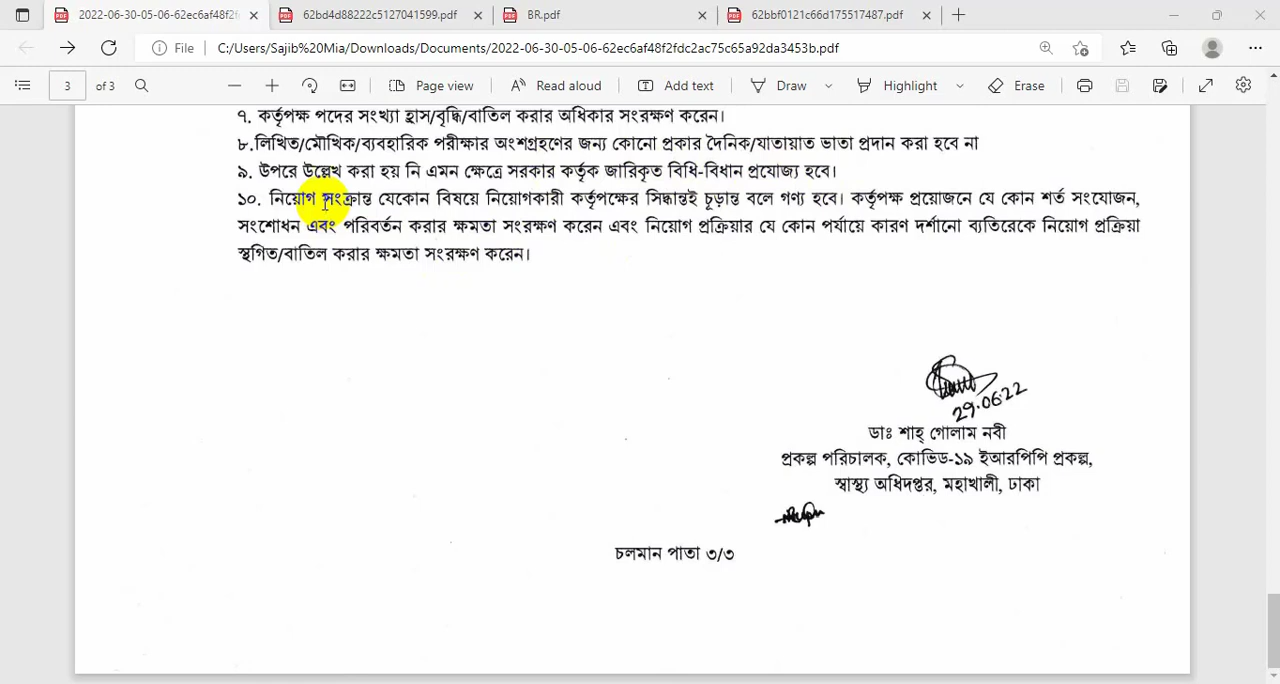 2022-06-30-05-06-62ec6af48f2f 62bd4d88222c5127041599.pdf BR.pdf 62bbf0121c66d175517487.pdf
File C:/Users/Sajib%20Mia/Downloads/Documents/2022-06-30-05-06-62ec6af48f2fdc2ac73c65a92da3453b.pdf
3 of 3 Page view Read aloud Add text Draw Highlight Erase
৭. কর্তৃপক্ষ পদের সংখ্যা হ্রাস/বৃদ্ধি/বাতিল করার অধিকার সংরক্ষণ করেন।
৮.লিখিত/মৌখিক/ব্যবহারিক পরীক্ষার অংশগ্রহণের জন্য কোনো প্রকার দৈনিক/যাতায়াত ভাতা প্রদান করা হবে না
৯. উপরে উল্লেখ করা হয় নি এমন ক্ষেত্রে সরকার কর্তৃক জারিকৃত বিধি-বিধান প্রযোজ্য হবে।
১০. নিয়োগ সংক্রান্ত যেকোন বিষয়ে নিয়োগকারী কর্তৃপক্ষের সিদ্ধান্তই চূড়ান্ত বলে গণ্য হবে। কর্তৃপক্ষ প্রয়োজনে যে কোন শর্ত সংযোজন,
সংশোধন এবং পরিবর্তন করার ক্ষমতা সংরক্ষণ করেন এবং নিয়োগ প্রক্রিয়ার যে কোন পর্যায়ে কারণ দর্শানো ব্যতিরেকে নিয়োগ প্রক্রিয়া
স্থগিত/বাতিল করার ক্ষমতা সংরক্ষণ করেন।
29.06.22
ডাঃ শাহ্ গোলাম নবী
প্রকল্প পরিচালক, কোভিড-১৯ ইআরপিপি প্রকল্প,
স্বাস্থ্য অধিদপ্তর, মহাখালী, ঢাকা
চলমান পাতা ৩/৩